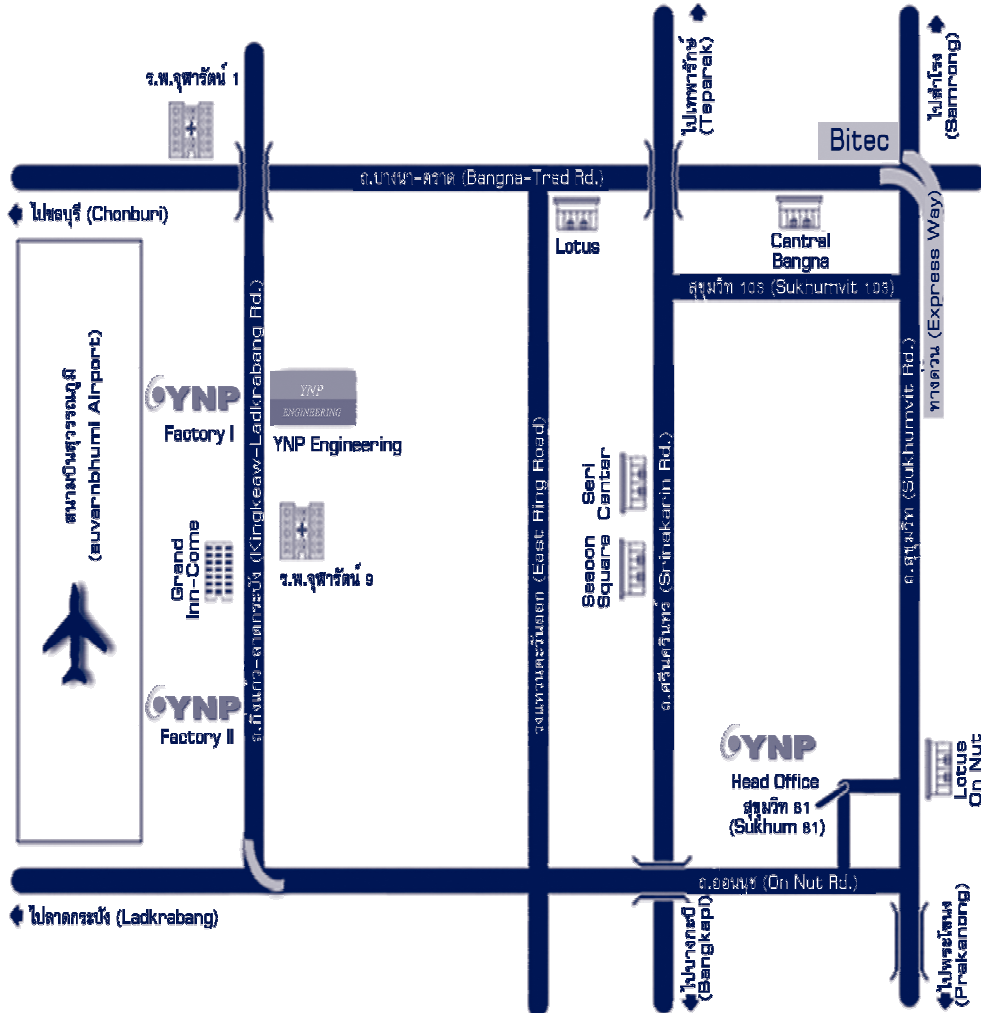 ไปเทพารักษ์
(Teparak)
ไปสำโรง
(Samrong)
ร.พ.จุฬารัตน์ 1
Bitec
ถ.บางนา-ตราด (Bangna-Trad Rd.)
ไปชลบุรี (Chonburi)
Lotus
Central
Bangna
ทางด่วน (Express Way)
สุขุมวิท 103 (Sukhumvit 103)
สนามบินสุวรรณภูมิ
(suvarnbhumi Airport)
YNP
Factory I
YNP
ENGINEERING
YNP Engineering
ถ.กิ่งแก้ว-ลาดกระบัง (Kingkeaw-Ladkrabang Rd.)
Grand
Inn-Come
ร.พ.จุฬารัตน์ 9
วงแหวนตะวันออก (East Ring Road)
Seri
Center
Seacon
Square
ถ.ศรีนครินทร์ (Srinakarin Rd.)
ถ.สุขุมวิท (Sukhumvit Rd.)
YNP
Factory II
YNP
Head Office
สุขุมวิท 81
(Sukhum 81)
Lotus
On Nut
ถ.ออนนุช (On Nut Rd.)
ไปลาดกระบัง (Ladkrabang)
ไปบางกะปิ
(Bangkapi)
ไปพระโขนง
(Prakanong)